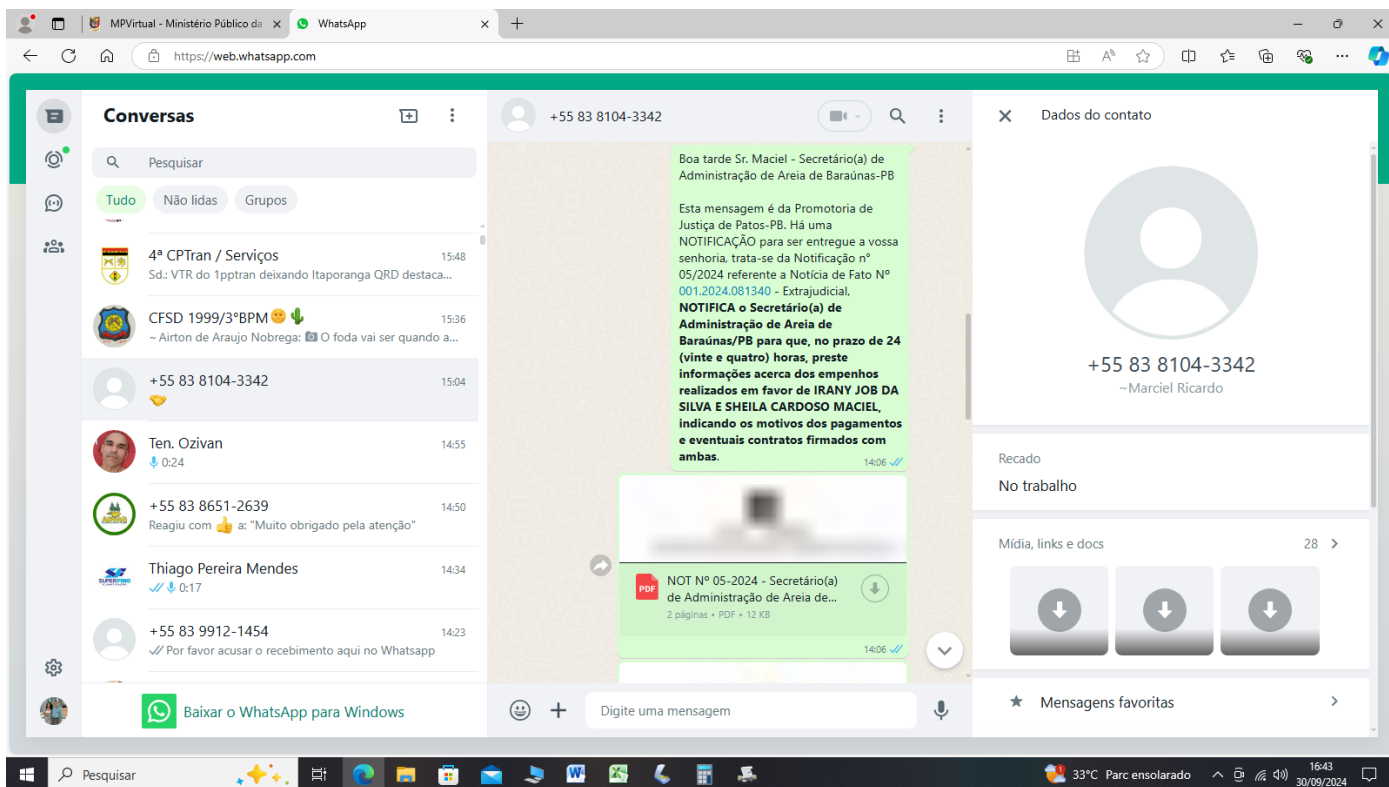 MPVirtual - Ministério Público da
WhatsApp
https://web.whatsapp.com
Conversas
Pesquisar
Tudo
Não lidas
Grupos
4ª CPTran / Serviços
15:48
Sd.: VTR do 1pptran deixando Itaporanga QRD destaca...
CFSD 1999/3°BPM
15:36
~ Airton de Araujo Nobrega: O foda vai ser quando a...
+55 83 8104-3342
15:04
Ten. Ozivan
14:55
0:24
+55 83 8651-2639
14:50
Reagiu com 👍 a: "Muito obrigado pela atenção"
Thiago Pereira Mendes
14:34
0:17
+55 83 9912-1454
14:23
Por favor acusar o recebimento aqui no Whatsapp
Baixar o WhatsApp para Windows
+55 83 8104-3342
Boa tarde Sr. Maciel - Secretário(a) de
Administração de Areia de Baraúnas-PB
Esta mensagem é da Promotoria de
Justiça de Patos-PB. Há uma
NOTIFICAÇÃO para ser entregue a vossa
senhoria, trata-se da Notificação nº
05/2024 referente a Notícia de Fato Nº
001.2024.081340 - Extrajudicial,
NOTIFICA o Secretário(a) de
Administração de Areia de
Baraúnas/PB para que, no prazo de 24
(vinte e quatro) horas, preste
informações acerca dos empenhos
realizados em favor de IRANY JOB DA
SILVA E SHEILA CARDOSO MACIEL,
indicando os motivos dos pagamentos
e eventuais contratos firmados com
ambas.
14:06
PDF
NOT Nº 05-2024 - Secretário(a)
de Administração de Areia de...
2 páginas • PDF • 12 KB
14:06
Digite uma mensagem
Dados do contato
+55 83 8104-3342
~Marciel Ricardo
Recado
No trabalho
Mídia, links e docs
28
Mensagens favoritas
Pesquisar
33°C Parc ensolarado
16:43
30/09/2024